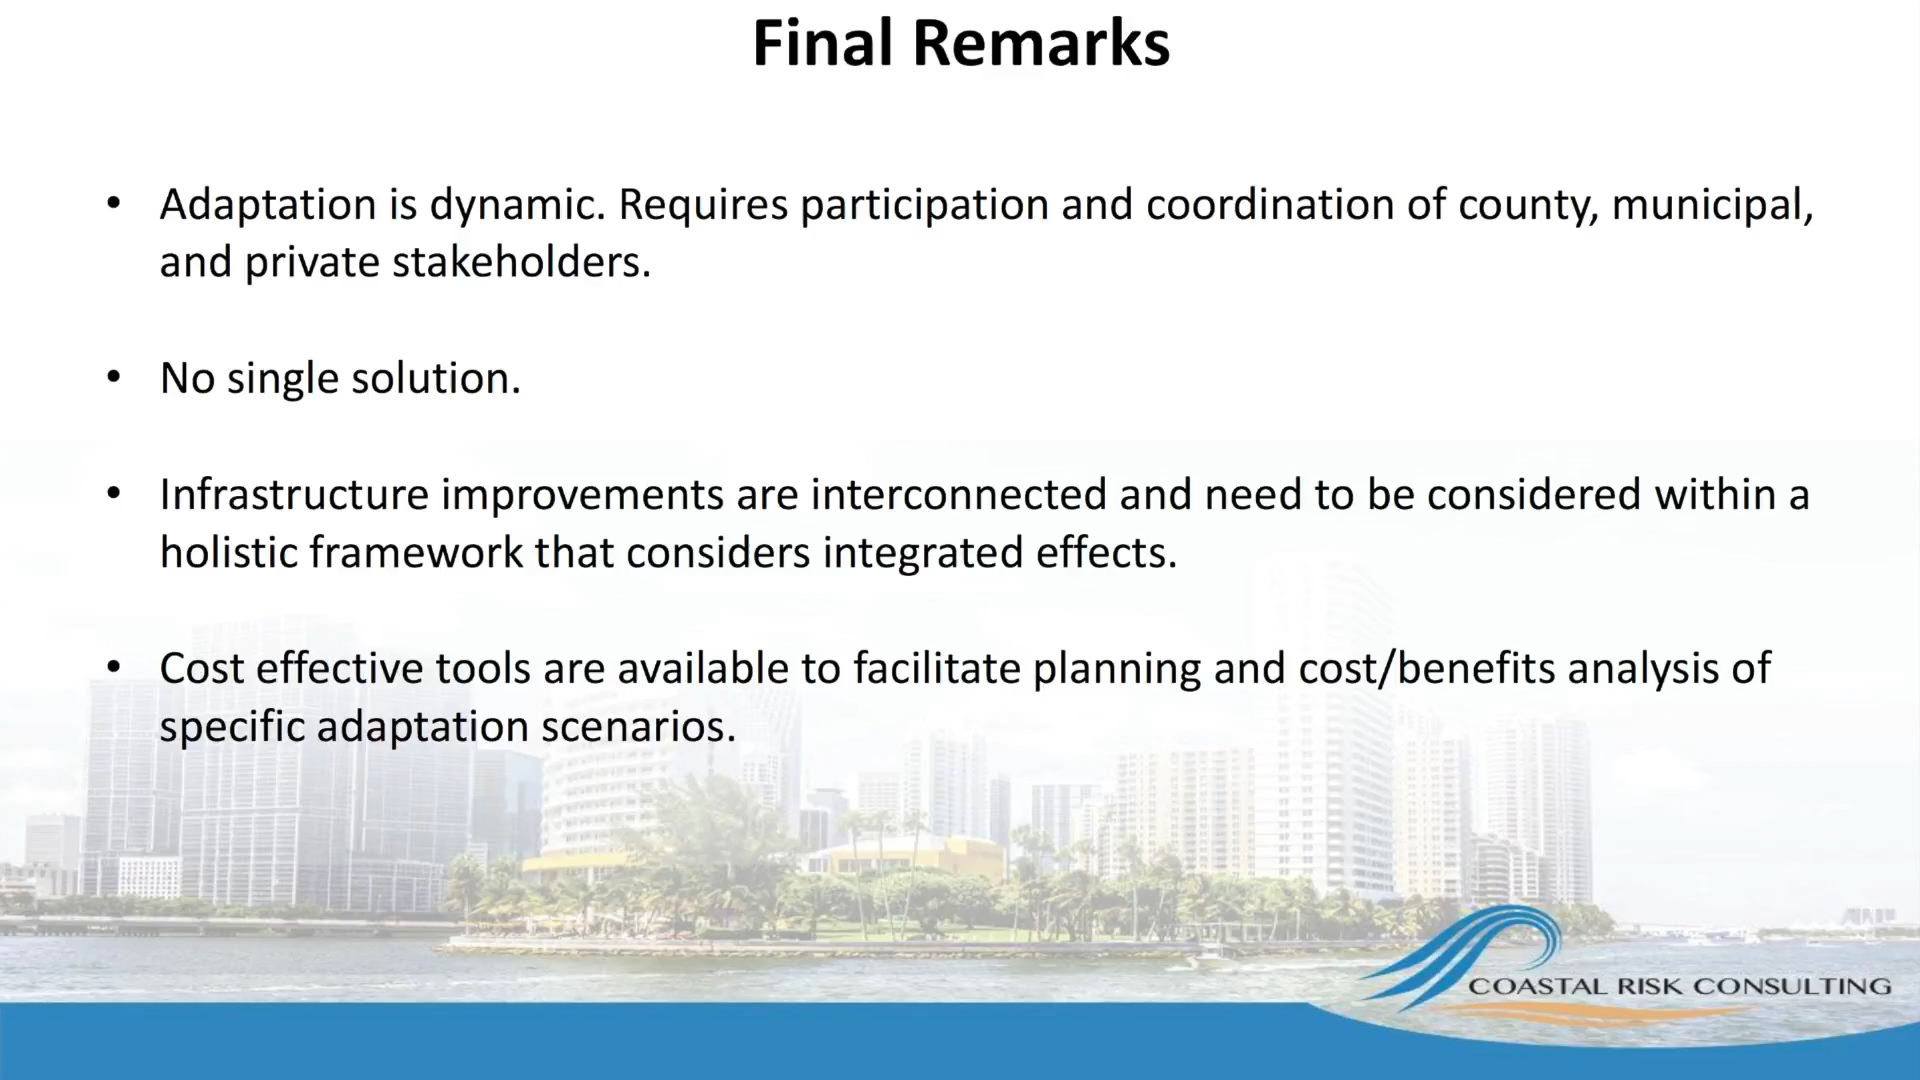 Final Remarks
• Adaptation is dynamic. Requires participation and coordination of county, municipal,
and private stakeholders.
• No single solution.
• Infrastructure improvements are interconnected and need to be considered within a
holistic framework that considers integrated effects.
• Cost effective tools are available to facilitate planning and cost/benefits analysis of
specific adaptation scenarios.
COASTAL RISK CONSULTING